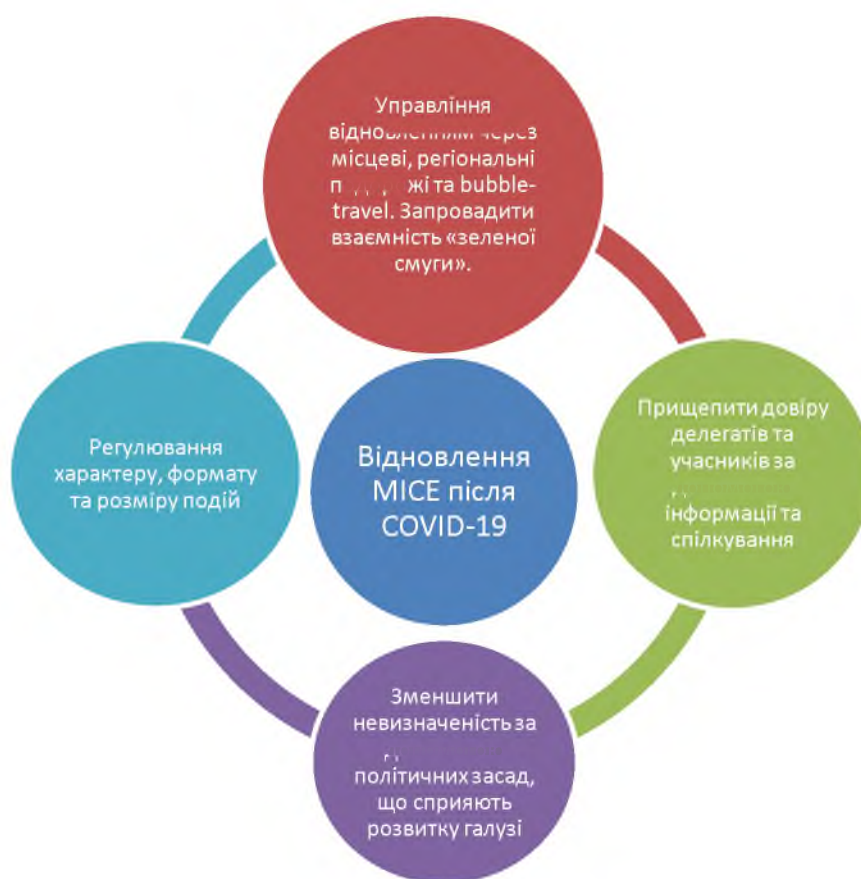 Управління
через
місцеві, регіональні
та bubble-
travel. Запровадити
взаємність «зеленої
смуги».
Прищепити довіру
делегатів та
учасників за
інформації та
спілкування
Відновлення
МІСЕ після
COVID-19
Регулювання
характеру, формату
та розміру подій
Зменшити
невизначеність за
політичних засад,
що сприяють
розвитку галузі